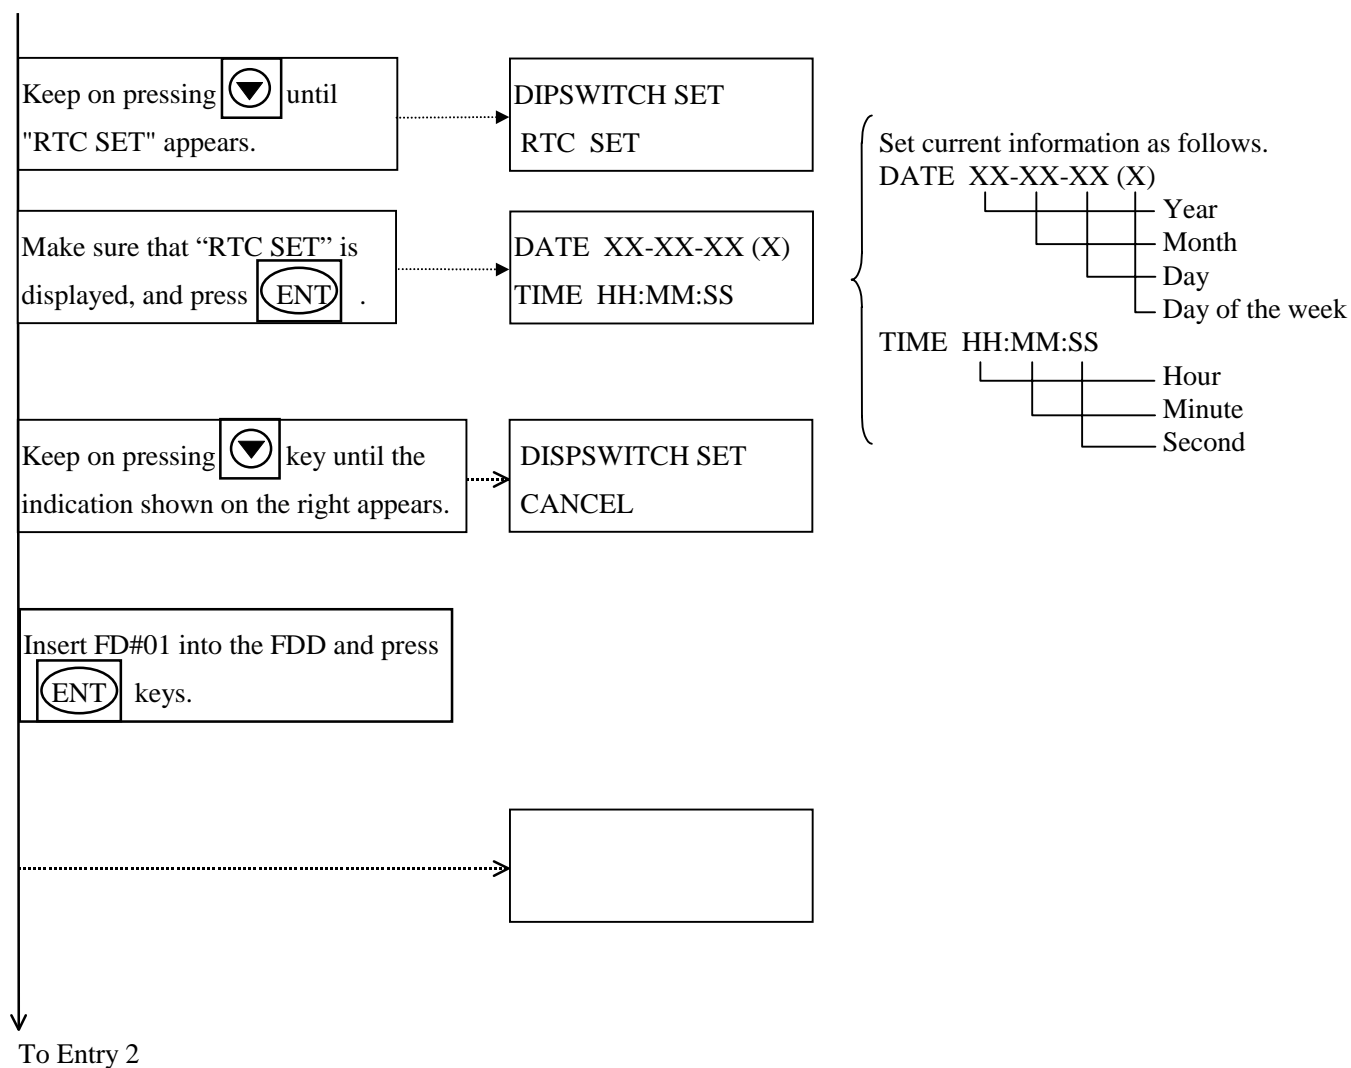 Keep on pressing until
"RTC SET" appears.
DIPSWITCH SET
RTC SET
Set current information as follows.
DATE XX-XX-XX (X)
Year
Month
Day
Day of the week
TIME HH:MM:SS
Hour
Minute
Second
Make sure that “RTC SET” is
displayed, and press ENT .
DATE XX-XX-XX (X)
TIME HH:MM:SS
Keep on pressing key until the
indication shown on the right appears.
DISPSWITCH SET
CANCEL
Insert FD#01 into the FDD and press
ENT keys.
To Entry 2